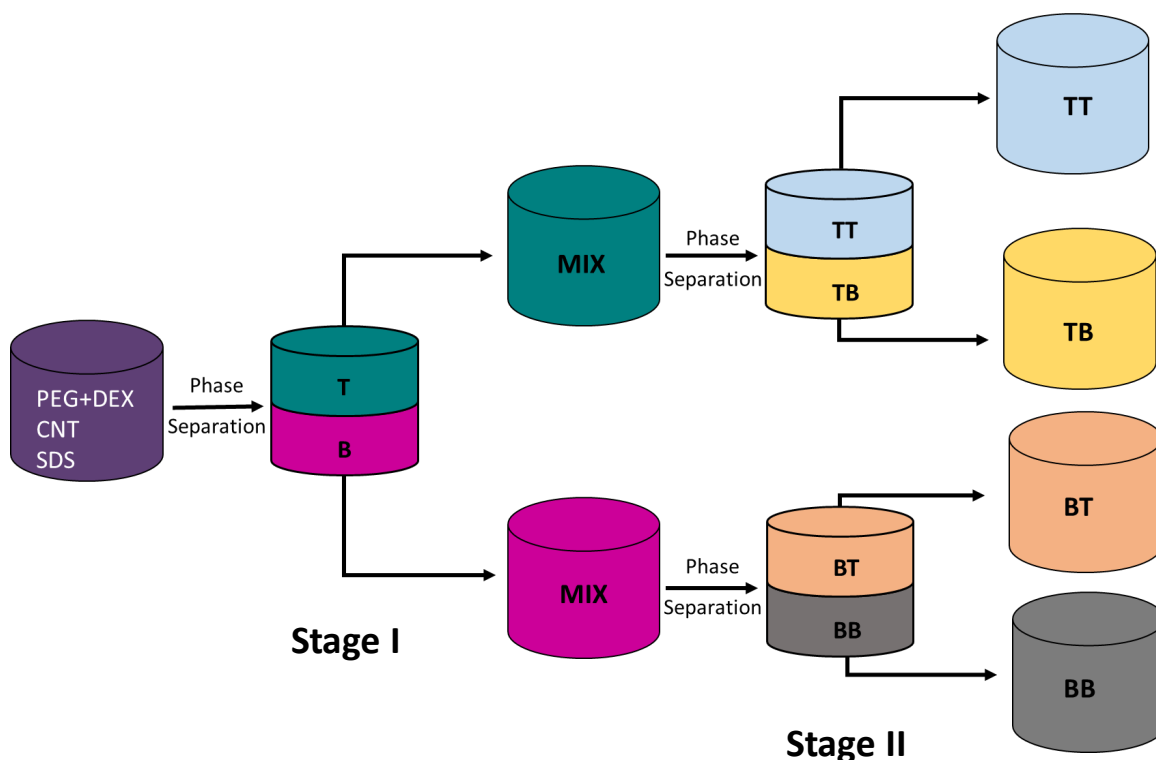 PEG+DEX
CNT
SDS
Phase
Separation
T
B
Stage I
MIX
Phase
Separation
TT
TB
TT
TB
MIX
Phase
Separation
BT
BB
BT
BB
Stage II